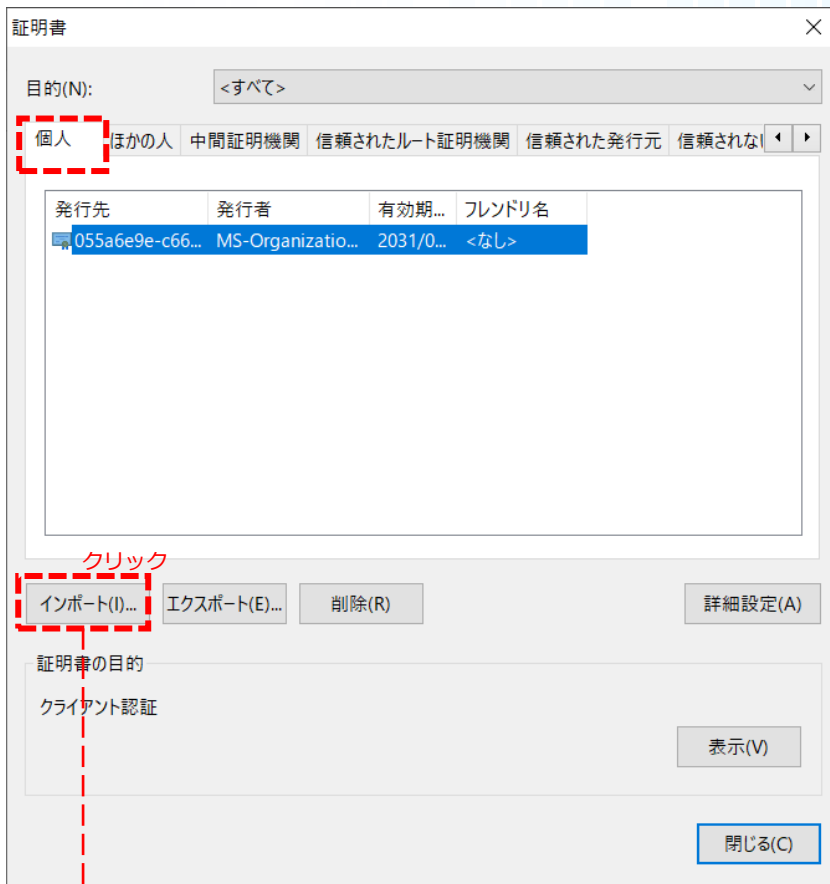 証明書
目的(N): <すべて>
個人 ほかの人 中間証明機関 信頼されたルート証明機関 信頼された発行元 信頼されない
発行先 発行者 有効期... フレンドリ名
055a6e9e-c66... MS-Organizatio... 2031/0... <なし>
クリック
インポート(I)... エクスポート(E)... 削除(R) 詳細設定(A)
証明書の目的
クライアント認証
表示(V)
閉じる(C)